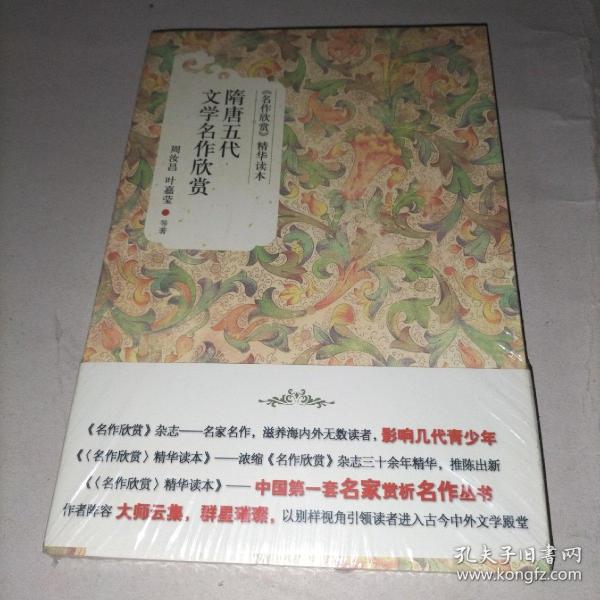 《名作欣赏》精华读本
隋唐五代
文学名作欣赏
周汝昌 叶嘉莹 ● 等著
《名作欣赏》杂志——名家名作，滋养海内外无数读者，影响几代青少年
《〈名作欣赏〉精华读本》——浓缩《名作欣赏》杂志三十余年精华，推陈出新
《〈名作欣赏〉精华读本》——中国第一套名家赏析名作丛书
作者阵容大师云集，群星璀璨，以别样视角引领读者进入古今中外文学殿堂
孔夫子旧书网
www.kongfz.com